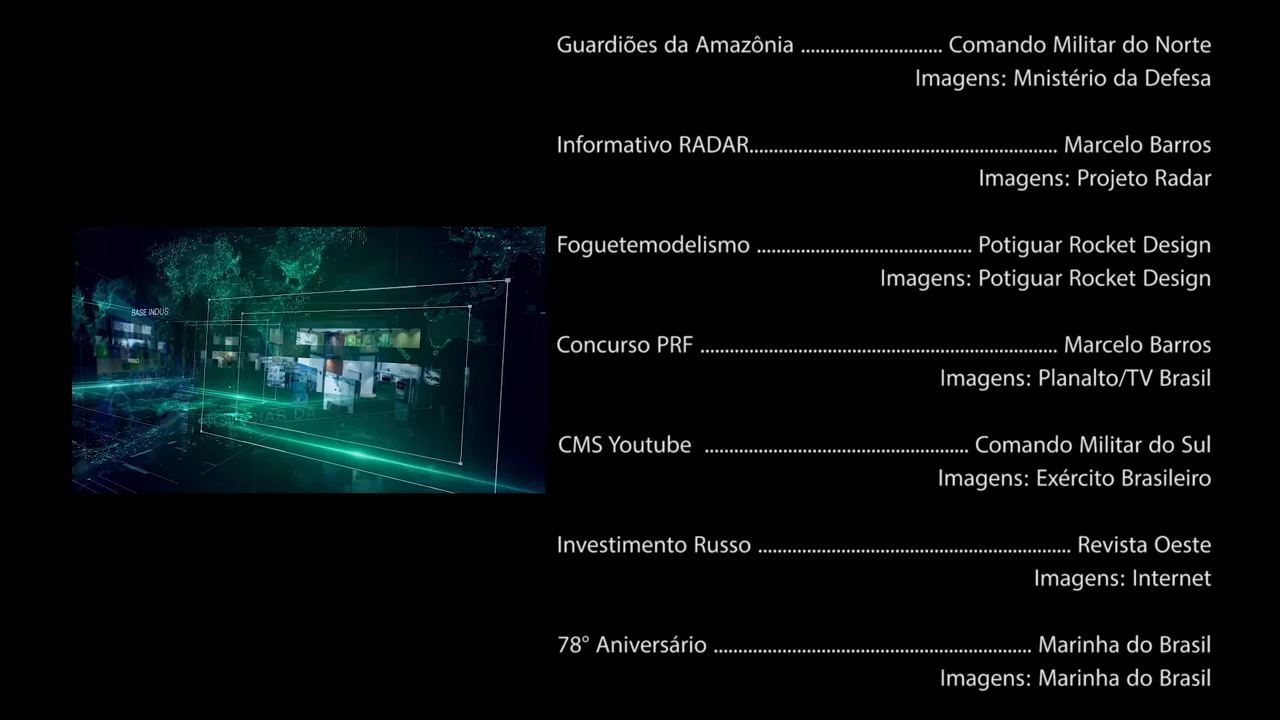 Guardiões da Amazônia ............................... Comando Militar do Norte
Imagens: Mnistério da Defesa
Informativo RADAR.................................................................... Marcelo Barros
Imagens: Projeto Radar
Foguetemodelismo ............................................... Potiguar Rocket Design
Imagens: Potiguar Rocket Design
Concurso PRF ............................................................................... Marcelo Barros
Imagens: Planalto/TV Brasil
CMS Youtube .......................................................... Comando Militar do Sul
Imagens: Exército Brasileiro
Investimento Russo ..................................................................... Revista Oeste
Imagens: Internet
78° Aniversário ...................................................................... Marinha do Brasil
Imagens: Marinha do Brasil
BASE INDUS